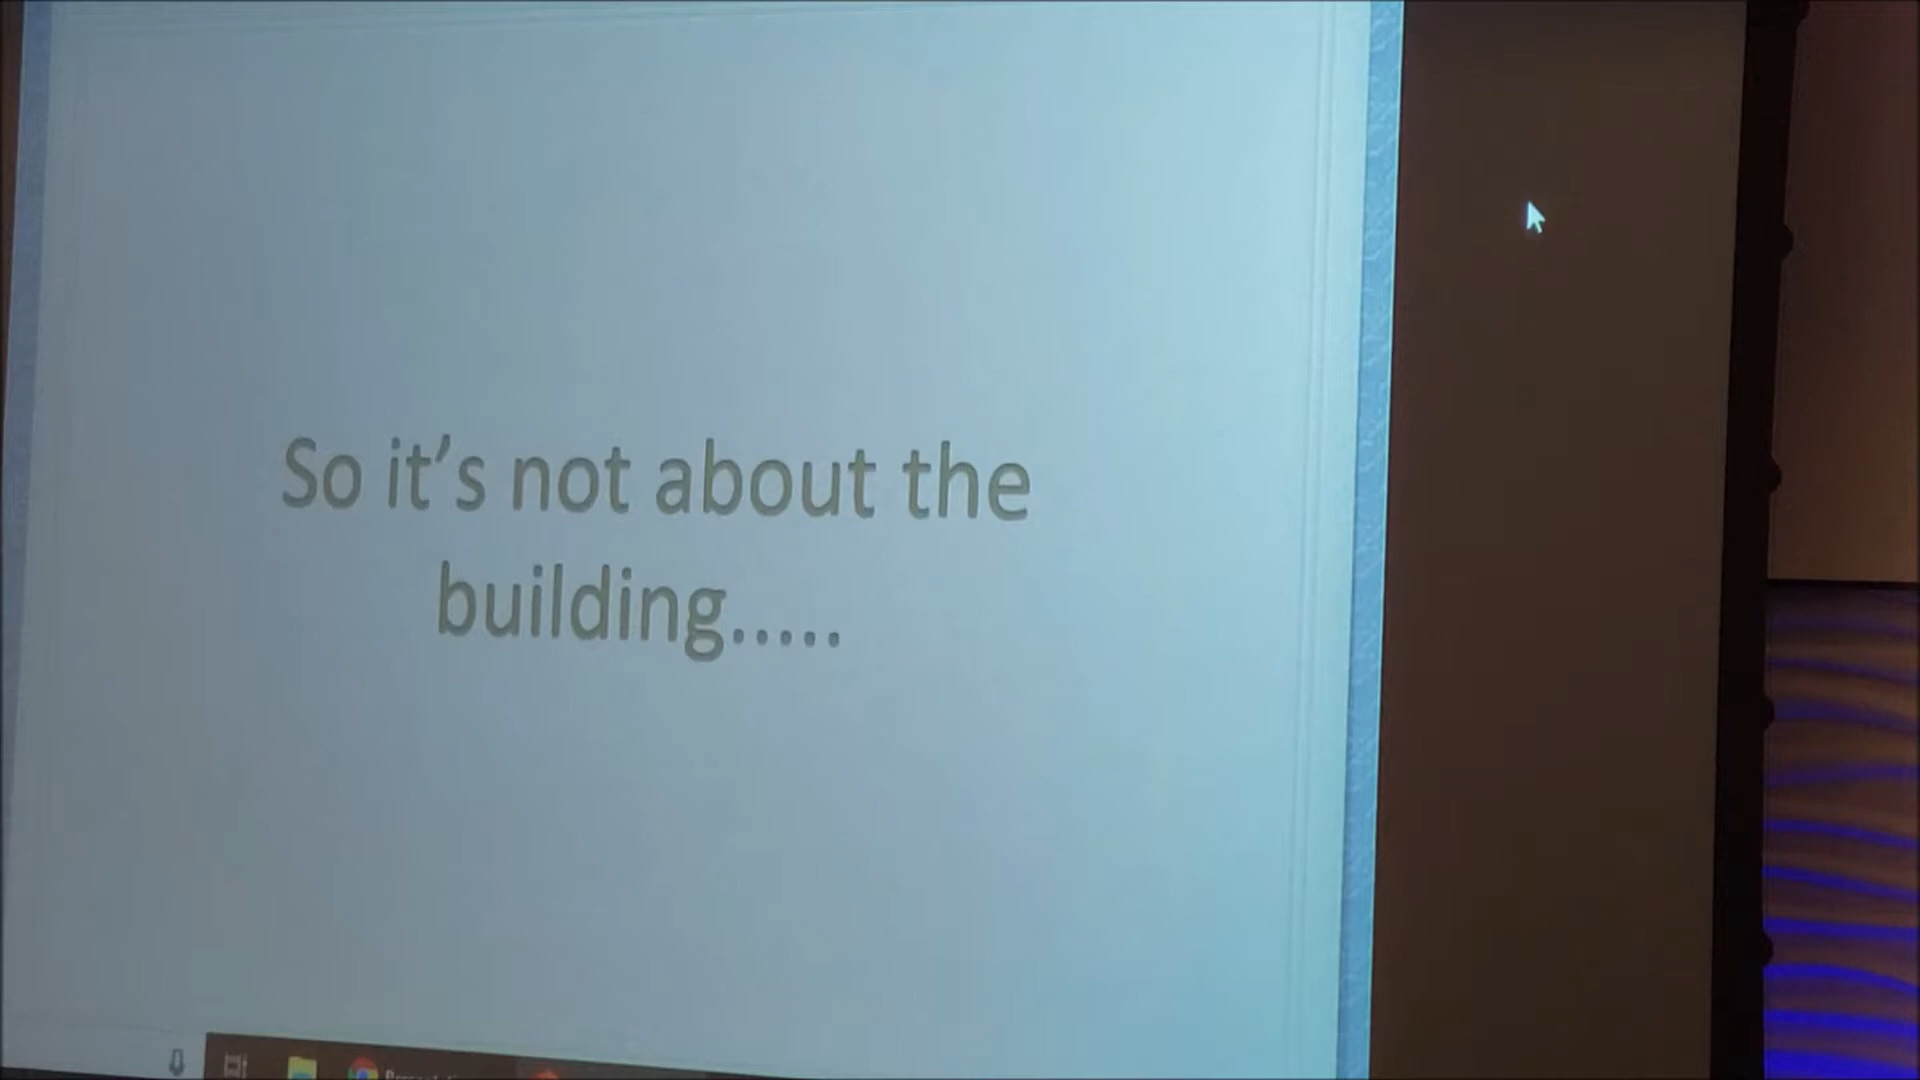 So it's not about the
building.....